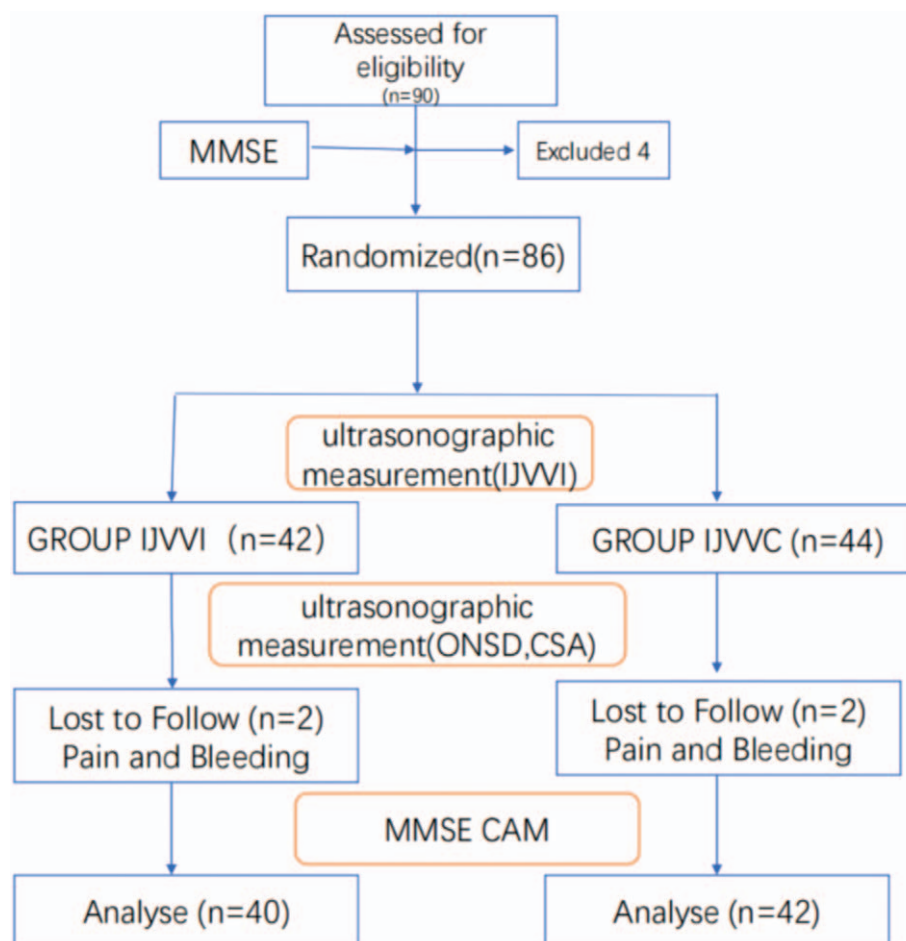 Assessed for
eligibility
(n=90)
MMSE
Excluded 4
Randomized(n=86)
ultrasonographic
measurement(IJVVI)
GROUP IJVVI (n=42)
GROUP IJVVC (n=44)
ultrasonographic
measurement(ONSD,CSA)
Lost to Follow (n=2)
Pain and Bleeding
Lost to Follow (n=2)
Pain and Bleeding
MMSE CAM
Analyse (n=40)
Analyse (n=42)